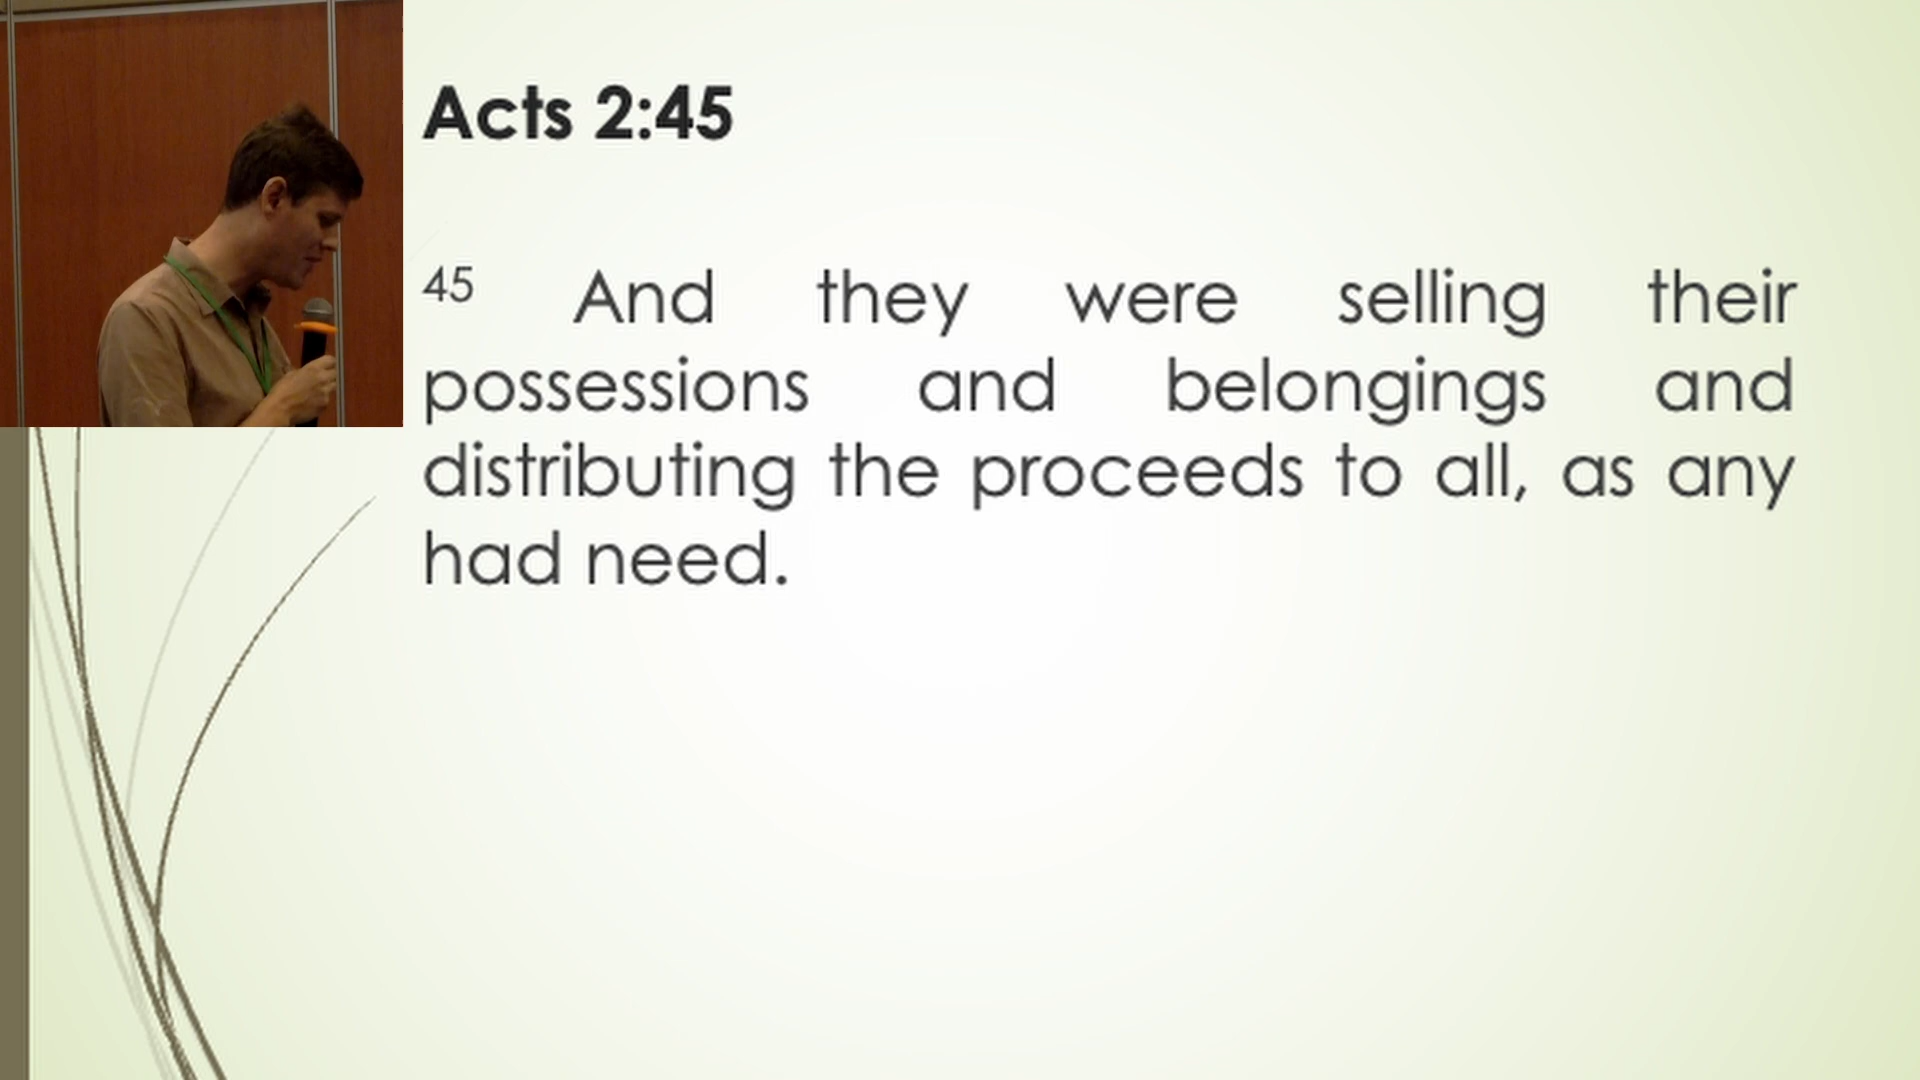 Acts 2:45
45 And they were selling their
possessions and belongings and
distributing the proceeds to all, as any
had need.